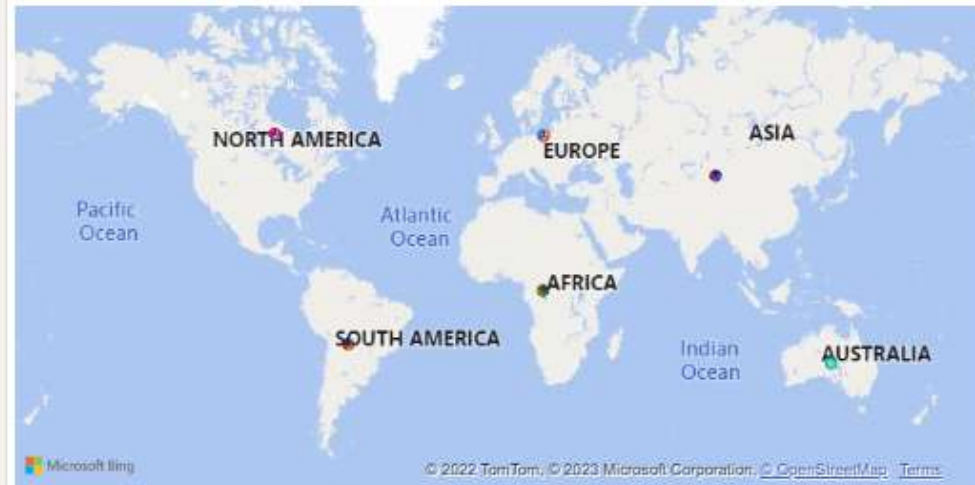 NORTH AMERICA
EUROPE
ASIA
Pacific
Ocean
Atlantic
Ocean
AFRICA
SOUTH AMERICA
Indian
Ocean
AUSTRALIA
Microsoft Bing
© 2022 TomTom, © 2023 Microsoft Corporation, © OpenStreetMap Terms